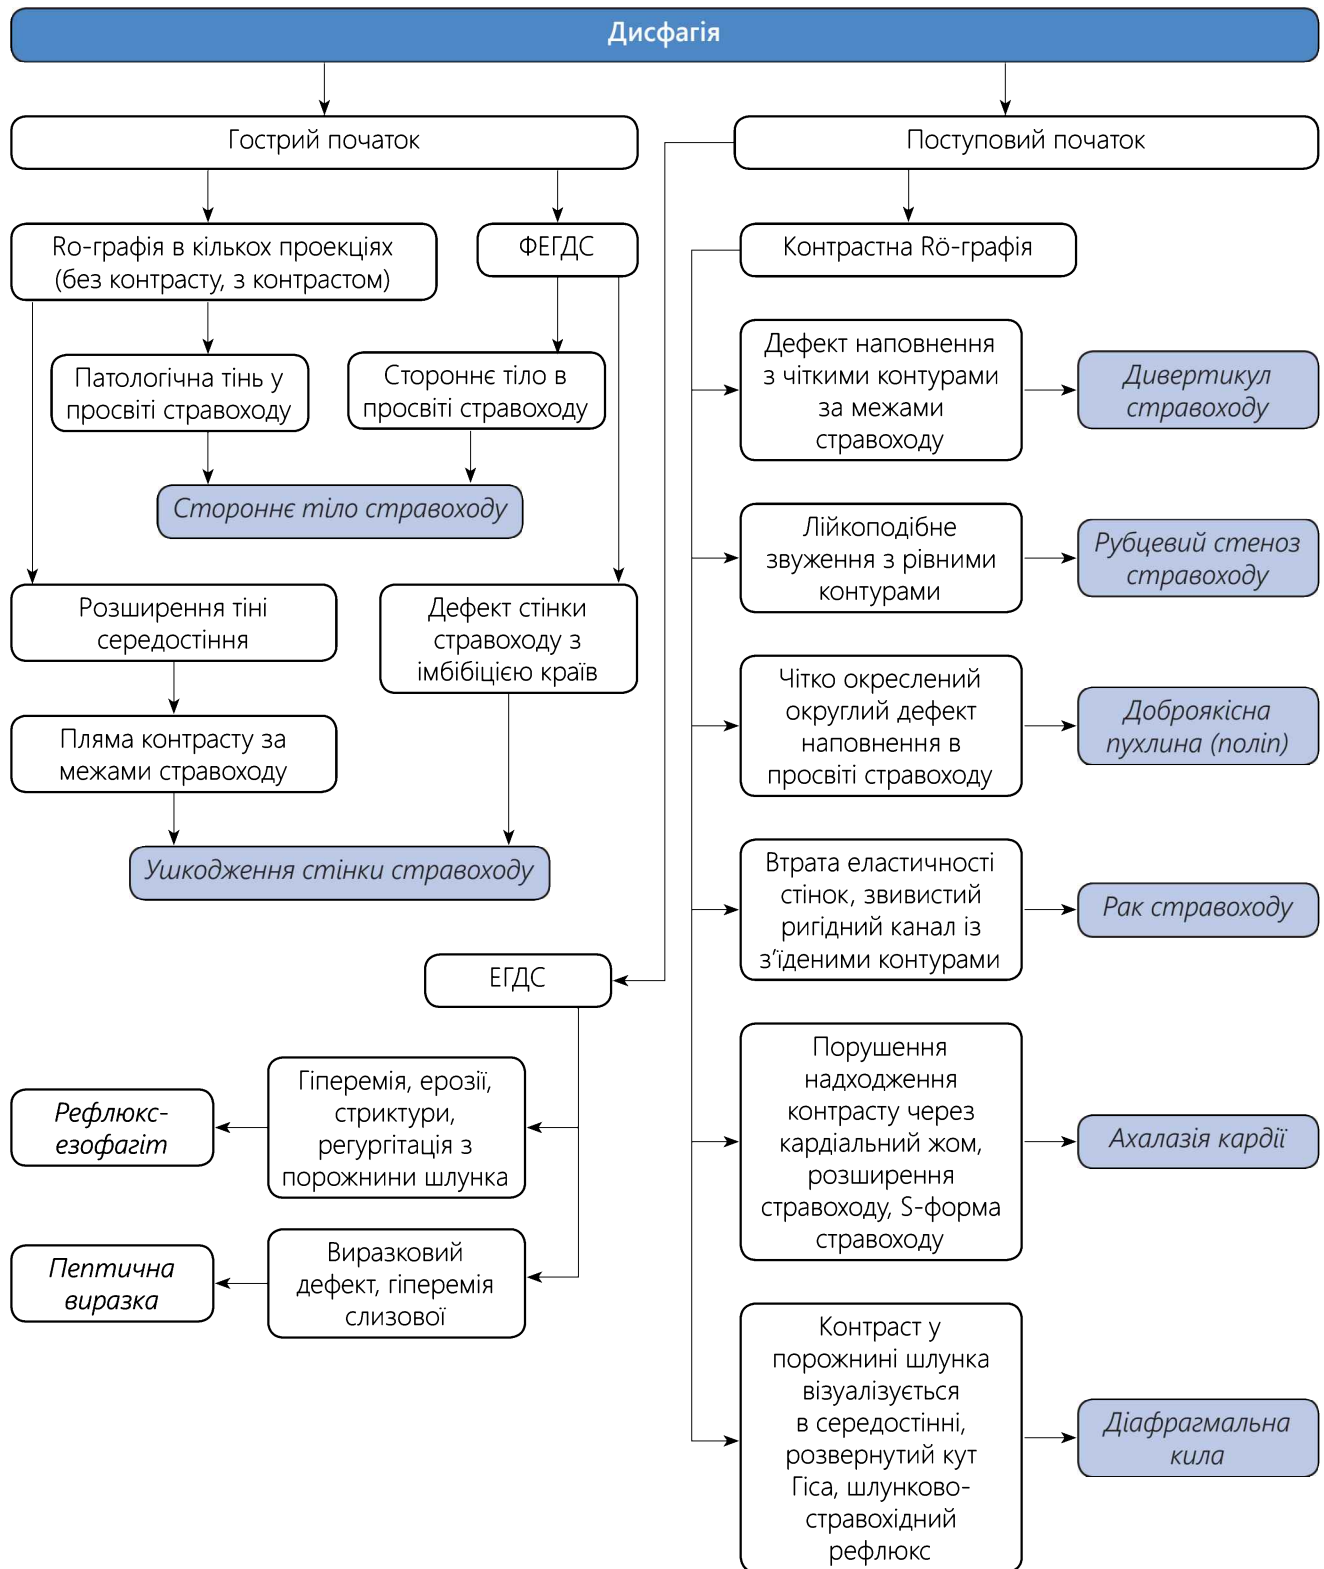 Дисфагія
Гострий початок
Поступовий початок
Ro-графія в кількох проекціях
(без контрасту, з контрастом)
ФЕГДС
Контрастна Rö-графія
Патологічна тінь у
просвіті стравоходу
Стороннє тіло в
просвіті стравоходу
Стороннє тіло стравоходу
Розширення тіні
середостіння
Дефект стінки
стравоходу з
імбібіцією країв
Пляма контрасту за
межами стравоходу
Ушкодження стінки стравоходу
Дефект наповнення
з чіткими контурами
за межами
стравоходу
Дивертикул
стравоходу
Лійкоподібне
звуження з рівними
контурами
Рубцевий стеноз
стравоходу
Чітко окреслений
округлий дефект
наповнення в
просвіті стравоходу
Доброякісна
пухлина (поліп)
Втрата еластичності
стінок, звивистий
ригідний канал із
з’їденими контурами
Рак стравоходу
Порушення
надходження
контрасту через
кардіальний жом,
розширення
стравоходу, S-форма
стравоходу
Ахалазія кардії
Контраст у
порожнині шлунка
візуалізується
в середостінні,
розвернутий кут
Гіса, шлунково-
стравохідний
рефлюкс
Діафрагмальна
кила
ЕГДС
Гіперемія, ерозії,
стриктури,
регургітація з
порожнини шлунка
Рефлюкс-
езофагіт
Виразковий
дефект, гіперемія
слизової
Пептична
виразка